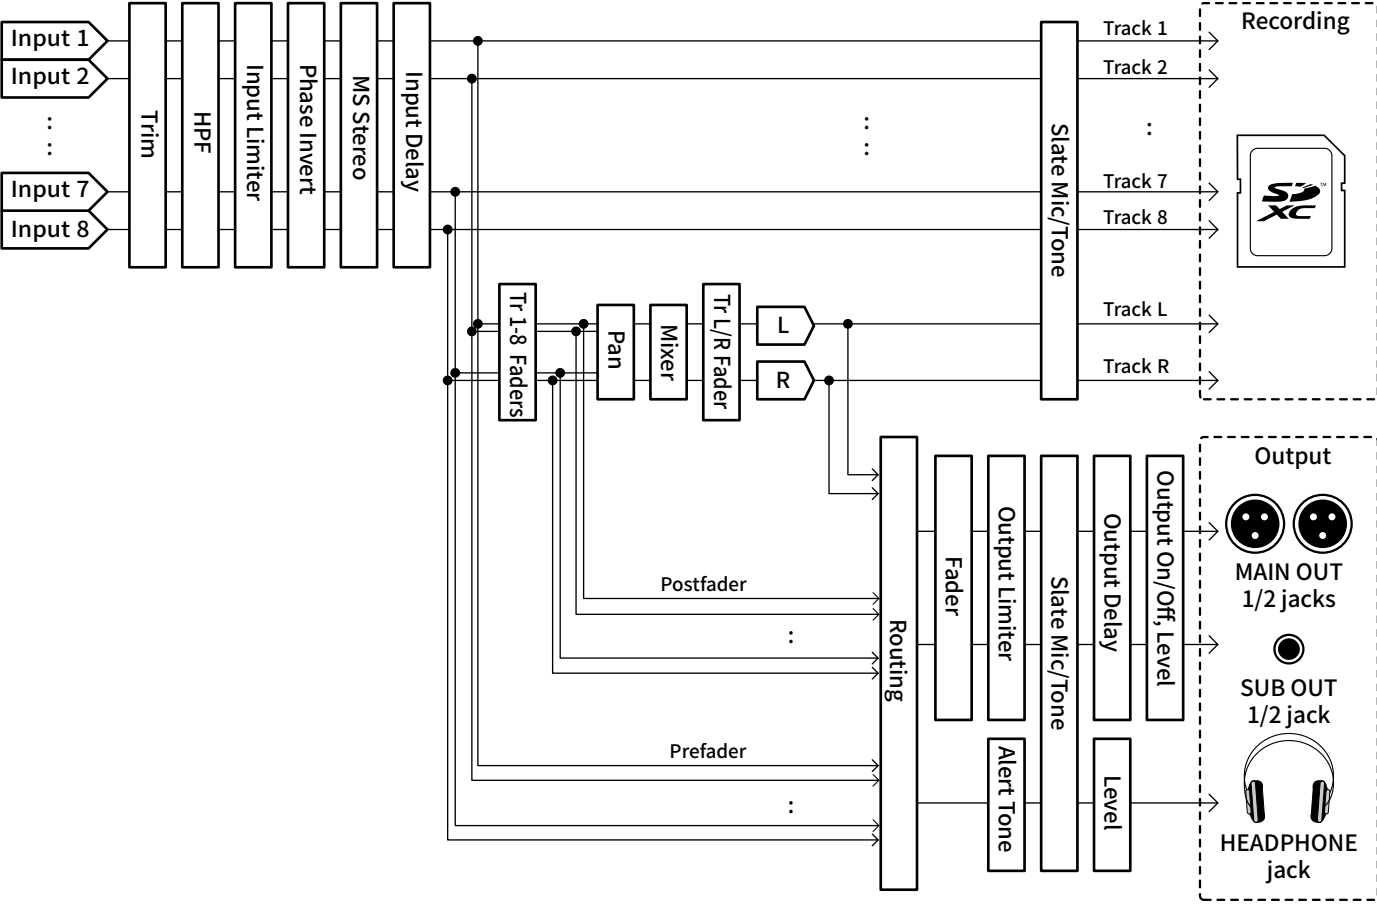 Input 1
Input 2
:
:
Input 7
Input 8
Trim
HPF
Input Limiter
Phase Invert
MS Stereo
Input Delay
:
:
Slate Mic/Tone
Track 1
Track 2
:
Track 7
Track 8
Track L
Track R
Recording
SD
XC
TM
Tr 1-8 Faders
Pan
Mixer
Tr L/R Fader
L
R
Postfader
:
Prefader
:
Routing
Fader
Output Limiter
Alert Tone
Slate Mic/Tone
Output Delay
Level
Output On/Off, Level
Output
MAIN OUT
1/2 jacks
SUB OUT
1/2 jack
HEADPHONE
jack